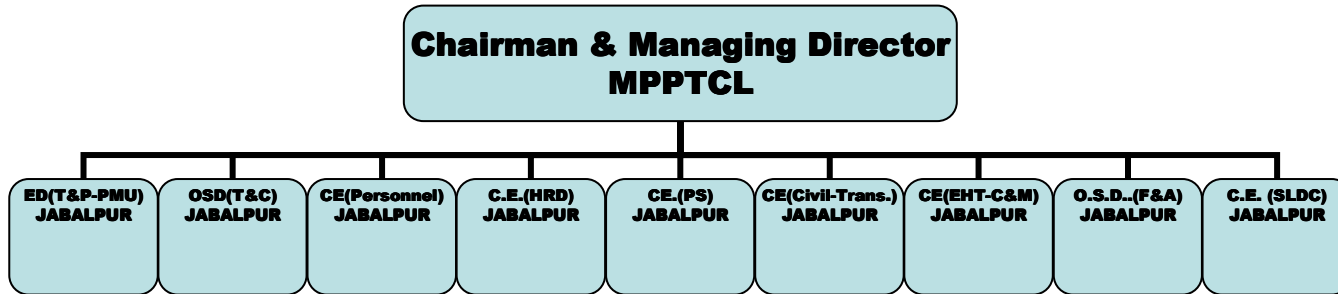 Chairman & Managing Director
MPPTCL
ED(T&P-PMU)
JABALPUR
OSD(T&C)
JABALPUR
CE(Personnel)
JABALPUR
C.E.(HRD)
JABALPUR
CE.(PS)
JABALPUR
CE(Civil-Trans.)
JABALPUR
CE(EHT-C&M)
JABALPUR
O.S.D..(F&A)
JABALPUR
C.E. (SLDC)
JABALPUR